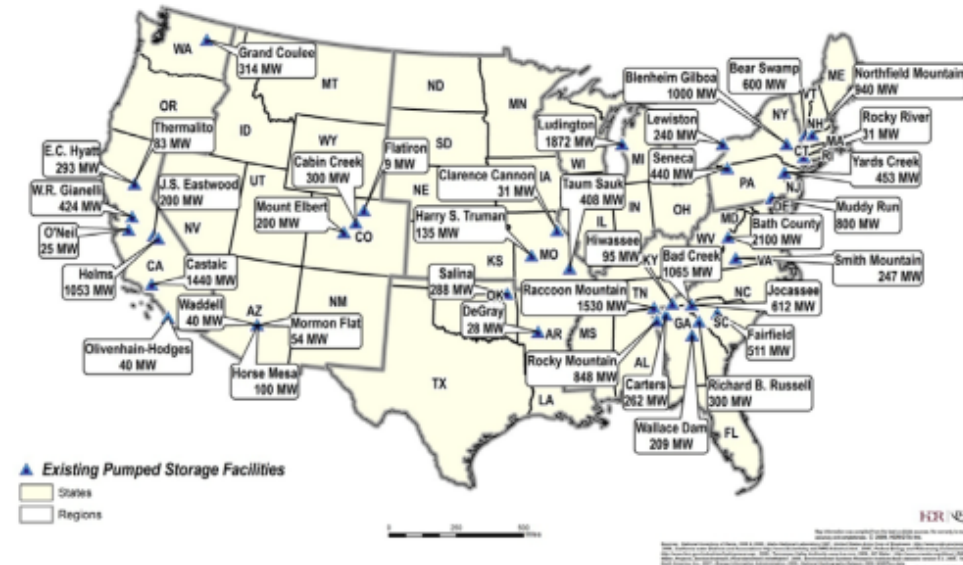 WA
Grand Coulee
314 MW
MT
ND
MN
OR
ID
WY
SD
WI
MI
NY
VT
NH
ME
MA
CT
RI
Thermalito
83 MW
E.C. Hyatt
293 MW
W.R. Gianelli
424 MW
O'Neil
25 MW
J.S. Eastwood
200 MW
Helms
1053 MW
CA
NV
UT
Castaic
1440 MW
Olivenhain-Hodges
40 MW
Waddell
40 MW
AZ
Mormon Flat
54 MW
Horse Mesa
100 MW
NM
Cabin Creek
300 MW
Flatiron
9 MW
Mount Elbert
200 MW
CO
NE
KS
IA
Clarence Cannon
31 MW
Harry S. Truman
135 MW
MO
Taum Sauk
408 MW
IL
IN
OH
Ludington
1872 MW
Lewiston
240 MW
Seneca
440 MW
Blenheim Gilboa
1000 MW
Bear Swamp
600 MW
Northfield Mountain
940 MW
Rocky River
31 MW
Yards Creek
453 MW
PA
NJ
DE
MD
Muddy Run
800 MW
Bath County
2100 MW
WV
VA
Smith Mountain
247 MW
Salina
288 MW
OK
DeGray
28 MW
AR
Hiwassee
95 MW
KY
Bad Creek
1065 MW
NC
Jocassee
612 MW
Raccoon Mountain
1530 MW
TN
MS
AL
GA
SC
Fairfield
511 MW
Rocky Mountain
848 MW
Carters
262 MW
Richard B. Russell
300 MW
Wallace Dam
209 MW
TX
LA
FL
Existing Pumped Storage Facilities
States
Regions
0 250 500
Miles
HDR